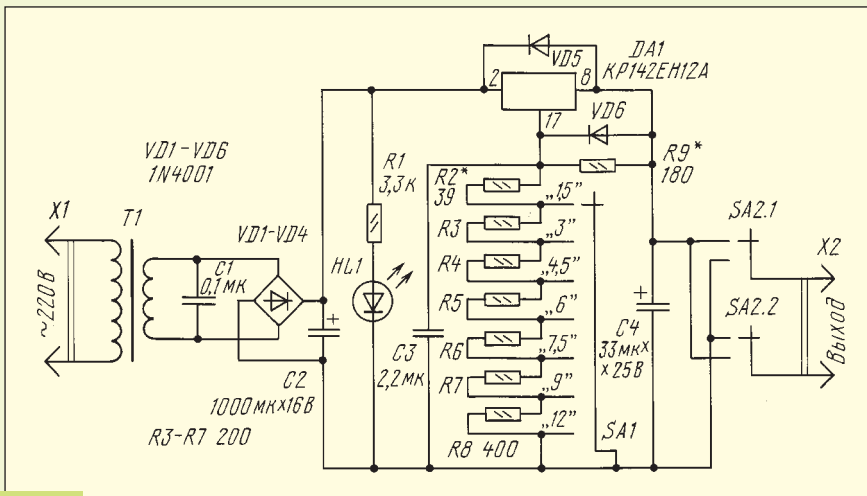 VD5
DA1
КР142ЕН12А
2
8
17
VD6
VD1-VD6
1N4001
R1
3,3к
R2*
39
R9*
180
„1,5”
X1
T1
VD1-VD4
R3
„3”
SA2.1
X2
C1
0,1мк
HL1
R4
„4,5”
~220В
+
R5
„6”
+
C4
33мк×
×25В
SA2.2
Выход
C2
1000мк×16В
C3
2,2мк
R6
„7,5”
R7
„9”
„12”
R3-R7 200
R8 400
SA1